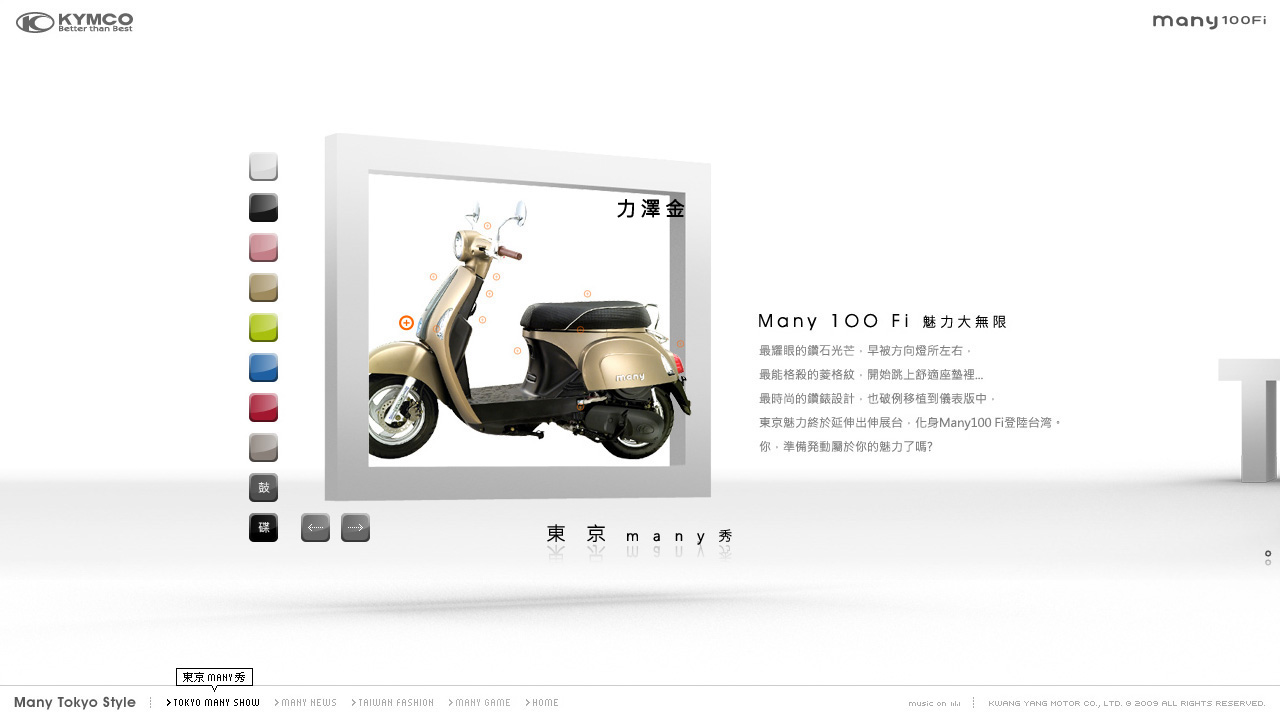 KYMCO
Better than Best
many 100Fi
力澤金
many
Many 100 Fi 魅力大無限
最耀眼的鑽石光芒，早被方向燈所左右，
最能格殺的菱格紋，開始跳上舒適座墊裡...
最時尚的鑽錶設計，也破例移植到儀表版中，
東京魅力終於延伸出伸展台，化身Many100 Fi登陸台湾。
你，準備発動屬於你的魅力了嗎?
T
鼓
碟
東 京 many 秀
東京 MANY 秀
Many Tokyo Style
TOKYO MANY SHOW
MANY NEWS
TAIWAN FASHION
MANY GAME
HOME
music on
KWANG YANG MOTOR CO., LTD. © 2009 ALL RIGHTS RESERVED.